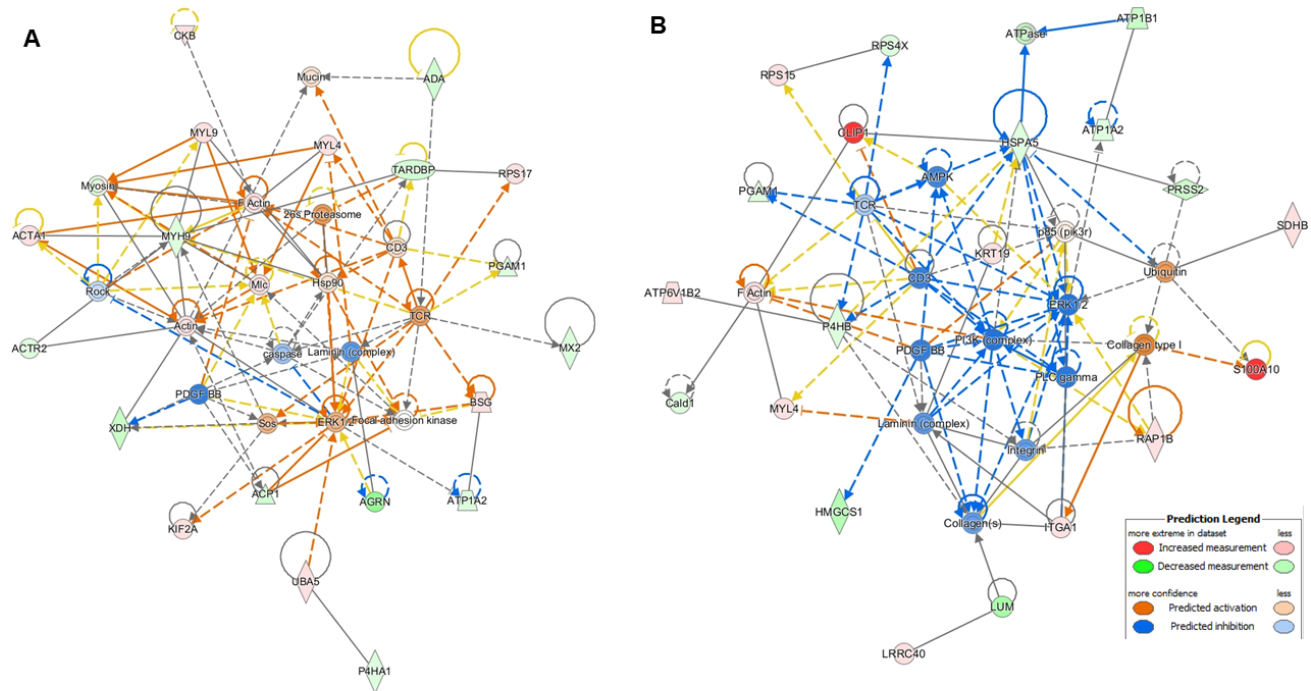 A
CKB
Mucin
ADA
MYL9
MYL4
Myosin
TARDBP
RPS17
F Actin
26s Proteasome
ACTA1
MYH9
CD3
PGAM1
Rock
Mlc
Hsp90
Actin
TCR
ACTR2
caspase
Laminin (complex)
MX2
PDGF BB
BSG
XDH
Sos
ERK1/2
Focal adhesion kinase
ACP1
AGRN
ATP1A2
KIF2A
UBA5
P4HA1
B
ATP1B1
ATPase
RPS4X
RPS15
CLIP1
HSPA5
ATP1A2
PGAM1
AMPK
PRSS2
TCR
p85 (pik3r)
SDHB
KRT19
Ubiquitin
CD3
ATP6V1B2
F Actin
ERK1/2
P4HB
PI3K (complex)
Collagen type I
PDGF BB
PLC gamma
S100A10
Cald1
MYL4
Laminin (complex)
RAP1B
Integrin
HMGCS1
Collagen(s)
ITGA1
LUM
LRRC40
Prediction Legend
more extreme in dataset less
Increased measurement
Decreased measurement
more confidence less
Predicted activation
Predicted inhibition